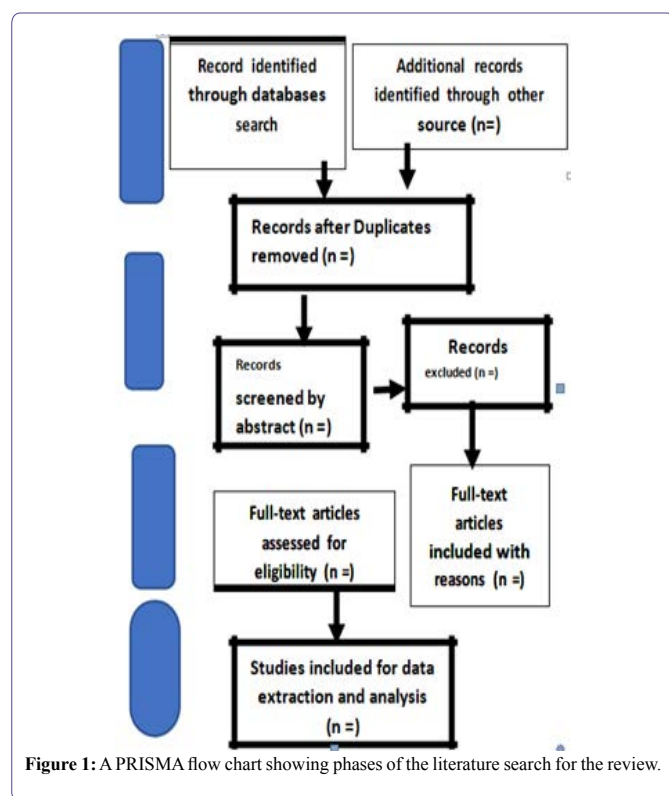 Record identified
through databases
search
Additional records
identified through other
source (n=)
Records after Duplicates
removed (n =)
Records
screened by
abstract (n =)
Records
excluded (n =)
Full-text articles
assessed for
eligibility (n =)
Full-text
articles
included with
reasons (n =)
Studies included for data
extraction and analysis
(n =)
Figure 1: A PRISMA flow chart showing phases of the literature search for the review.